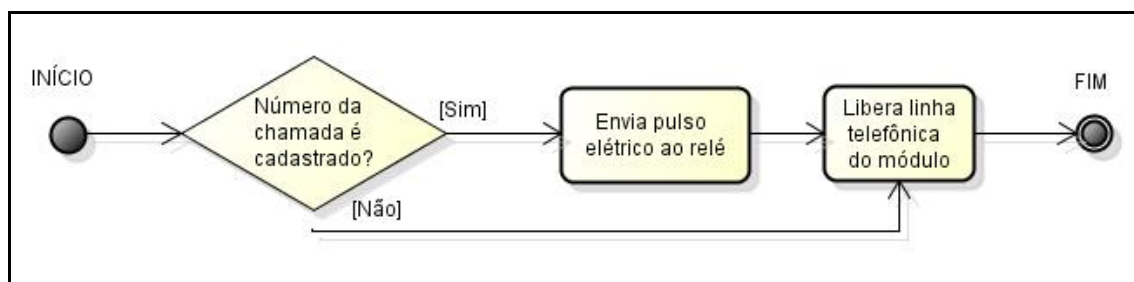 INÍCIO
Número da
chamada é
cadastrado?
[Sim]
[Não]
Envia pulso
elétrico ao relé
Libera linha
telefônica
do módulo
FIM